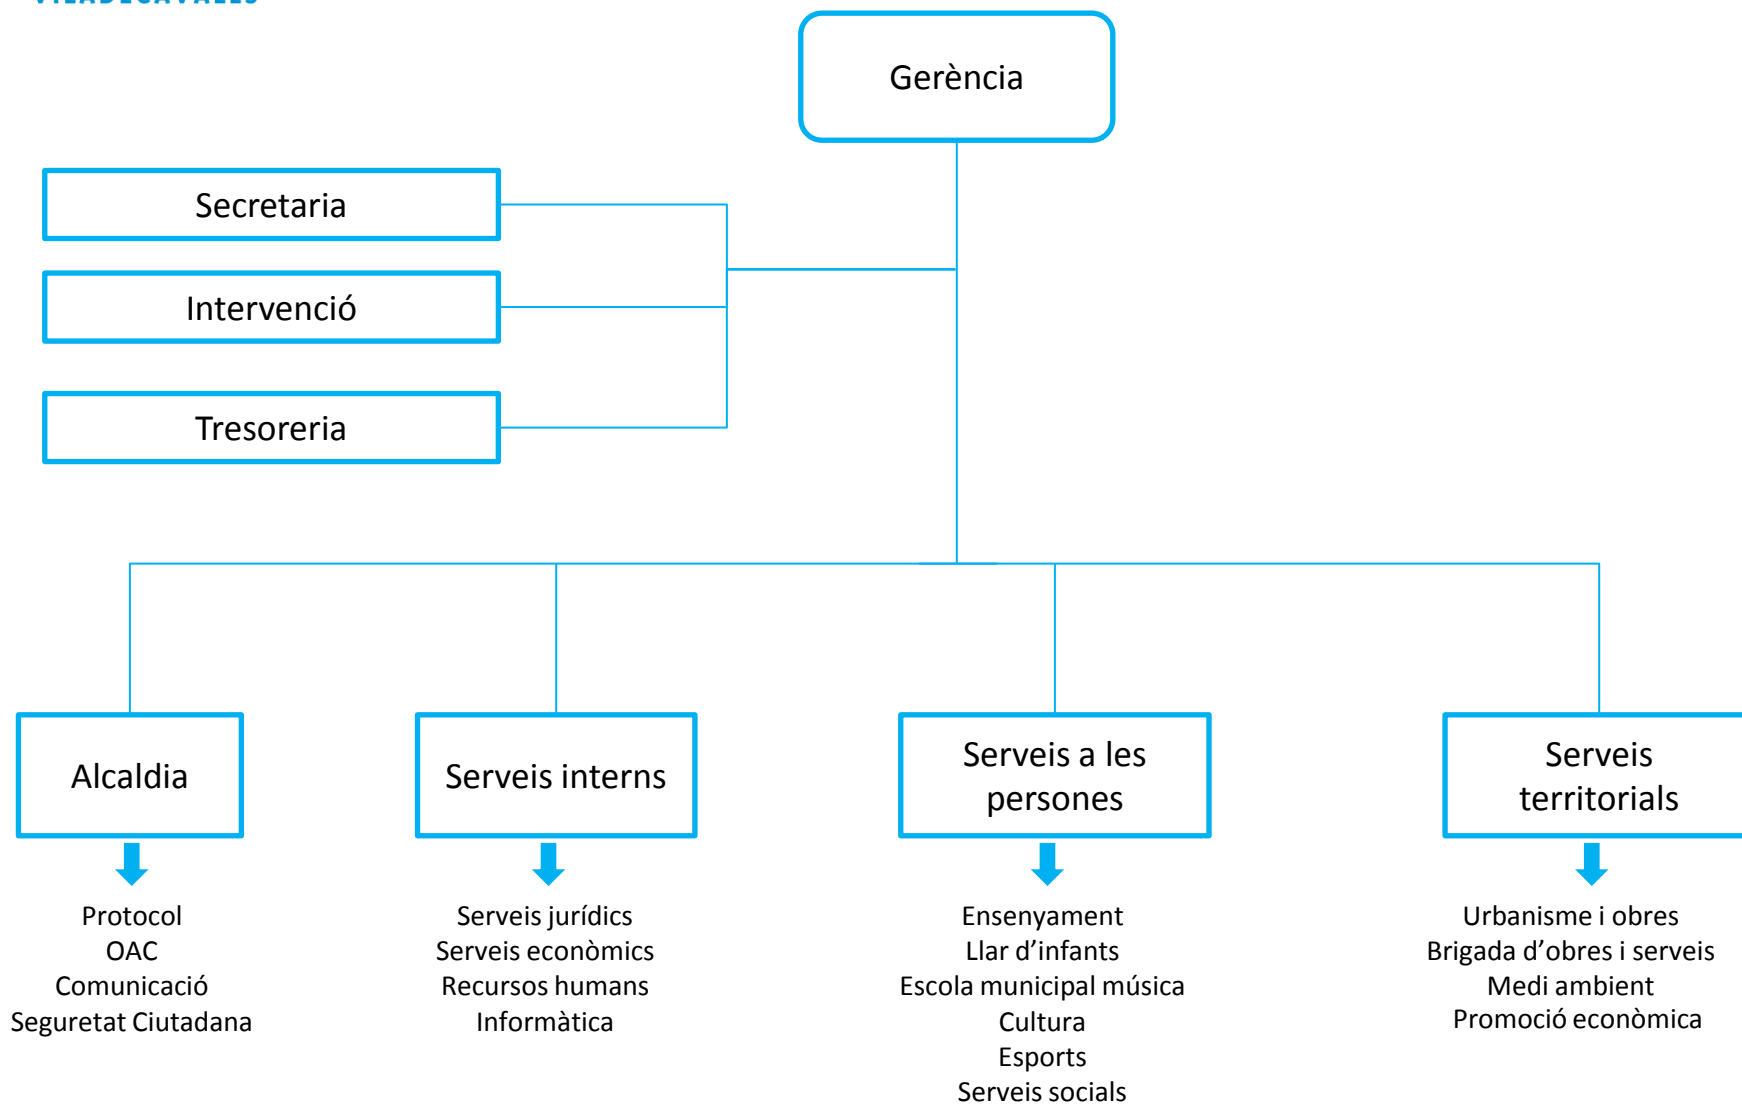 VILADECAVALLS
Gerència
Secretaria
Intervenció
Tresoreria
Alcaldia
Protocol
OAC
Comunicació
Seguretat Ciutadana
Serveis interns
Serveis jurídics
Serveis econòmics
Recursos humans
Informàtica
Serveis a les
persones
Ensenyament
Llar d’infants
Escola municipal música
Cultura
Esports
Serveis socials
Serveis
territorials
Urbanisme i obres
Brigada d’obres i serveis
Medi ambient
Promoció econòmica